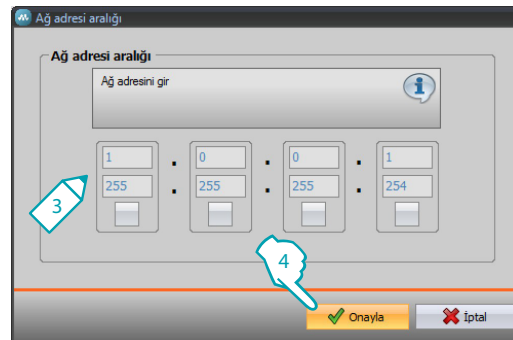 Ağ adresi aralığı
Ağ adresi aralığı
Ağ adresini gir
1 . 0 . 0 . 1
255 . 255 . 255 . 254
3
4
Onayla
İptal